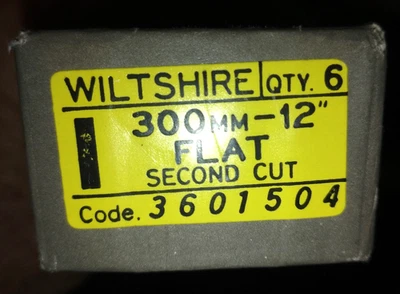 WILTSHIRE QTY. 6
300MM-12"
FLAT
SECOND CUT
Code. 3601504